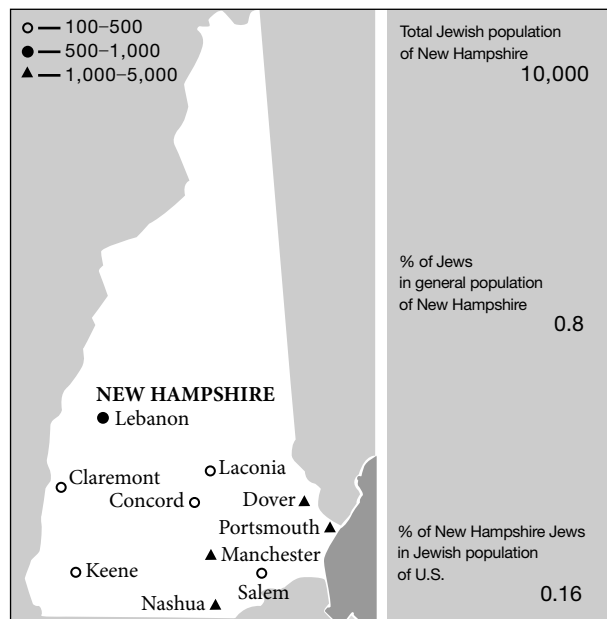 100–500
500–1,000
1,000–5,000
Total Jewish population
of New Hampshire
10,000
% of Jews
in general population
of New Hampshire
0.8
NEW HAMPSHIRE
Lebanon
Claremont
Laconia
Concord
Dover
Portsmouth
Manchester
Keene
Salem
Nashua
% of New Hampshire Jews
in Jewish population
of U.S.
0.16